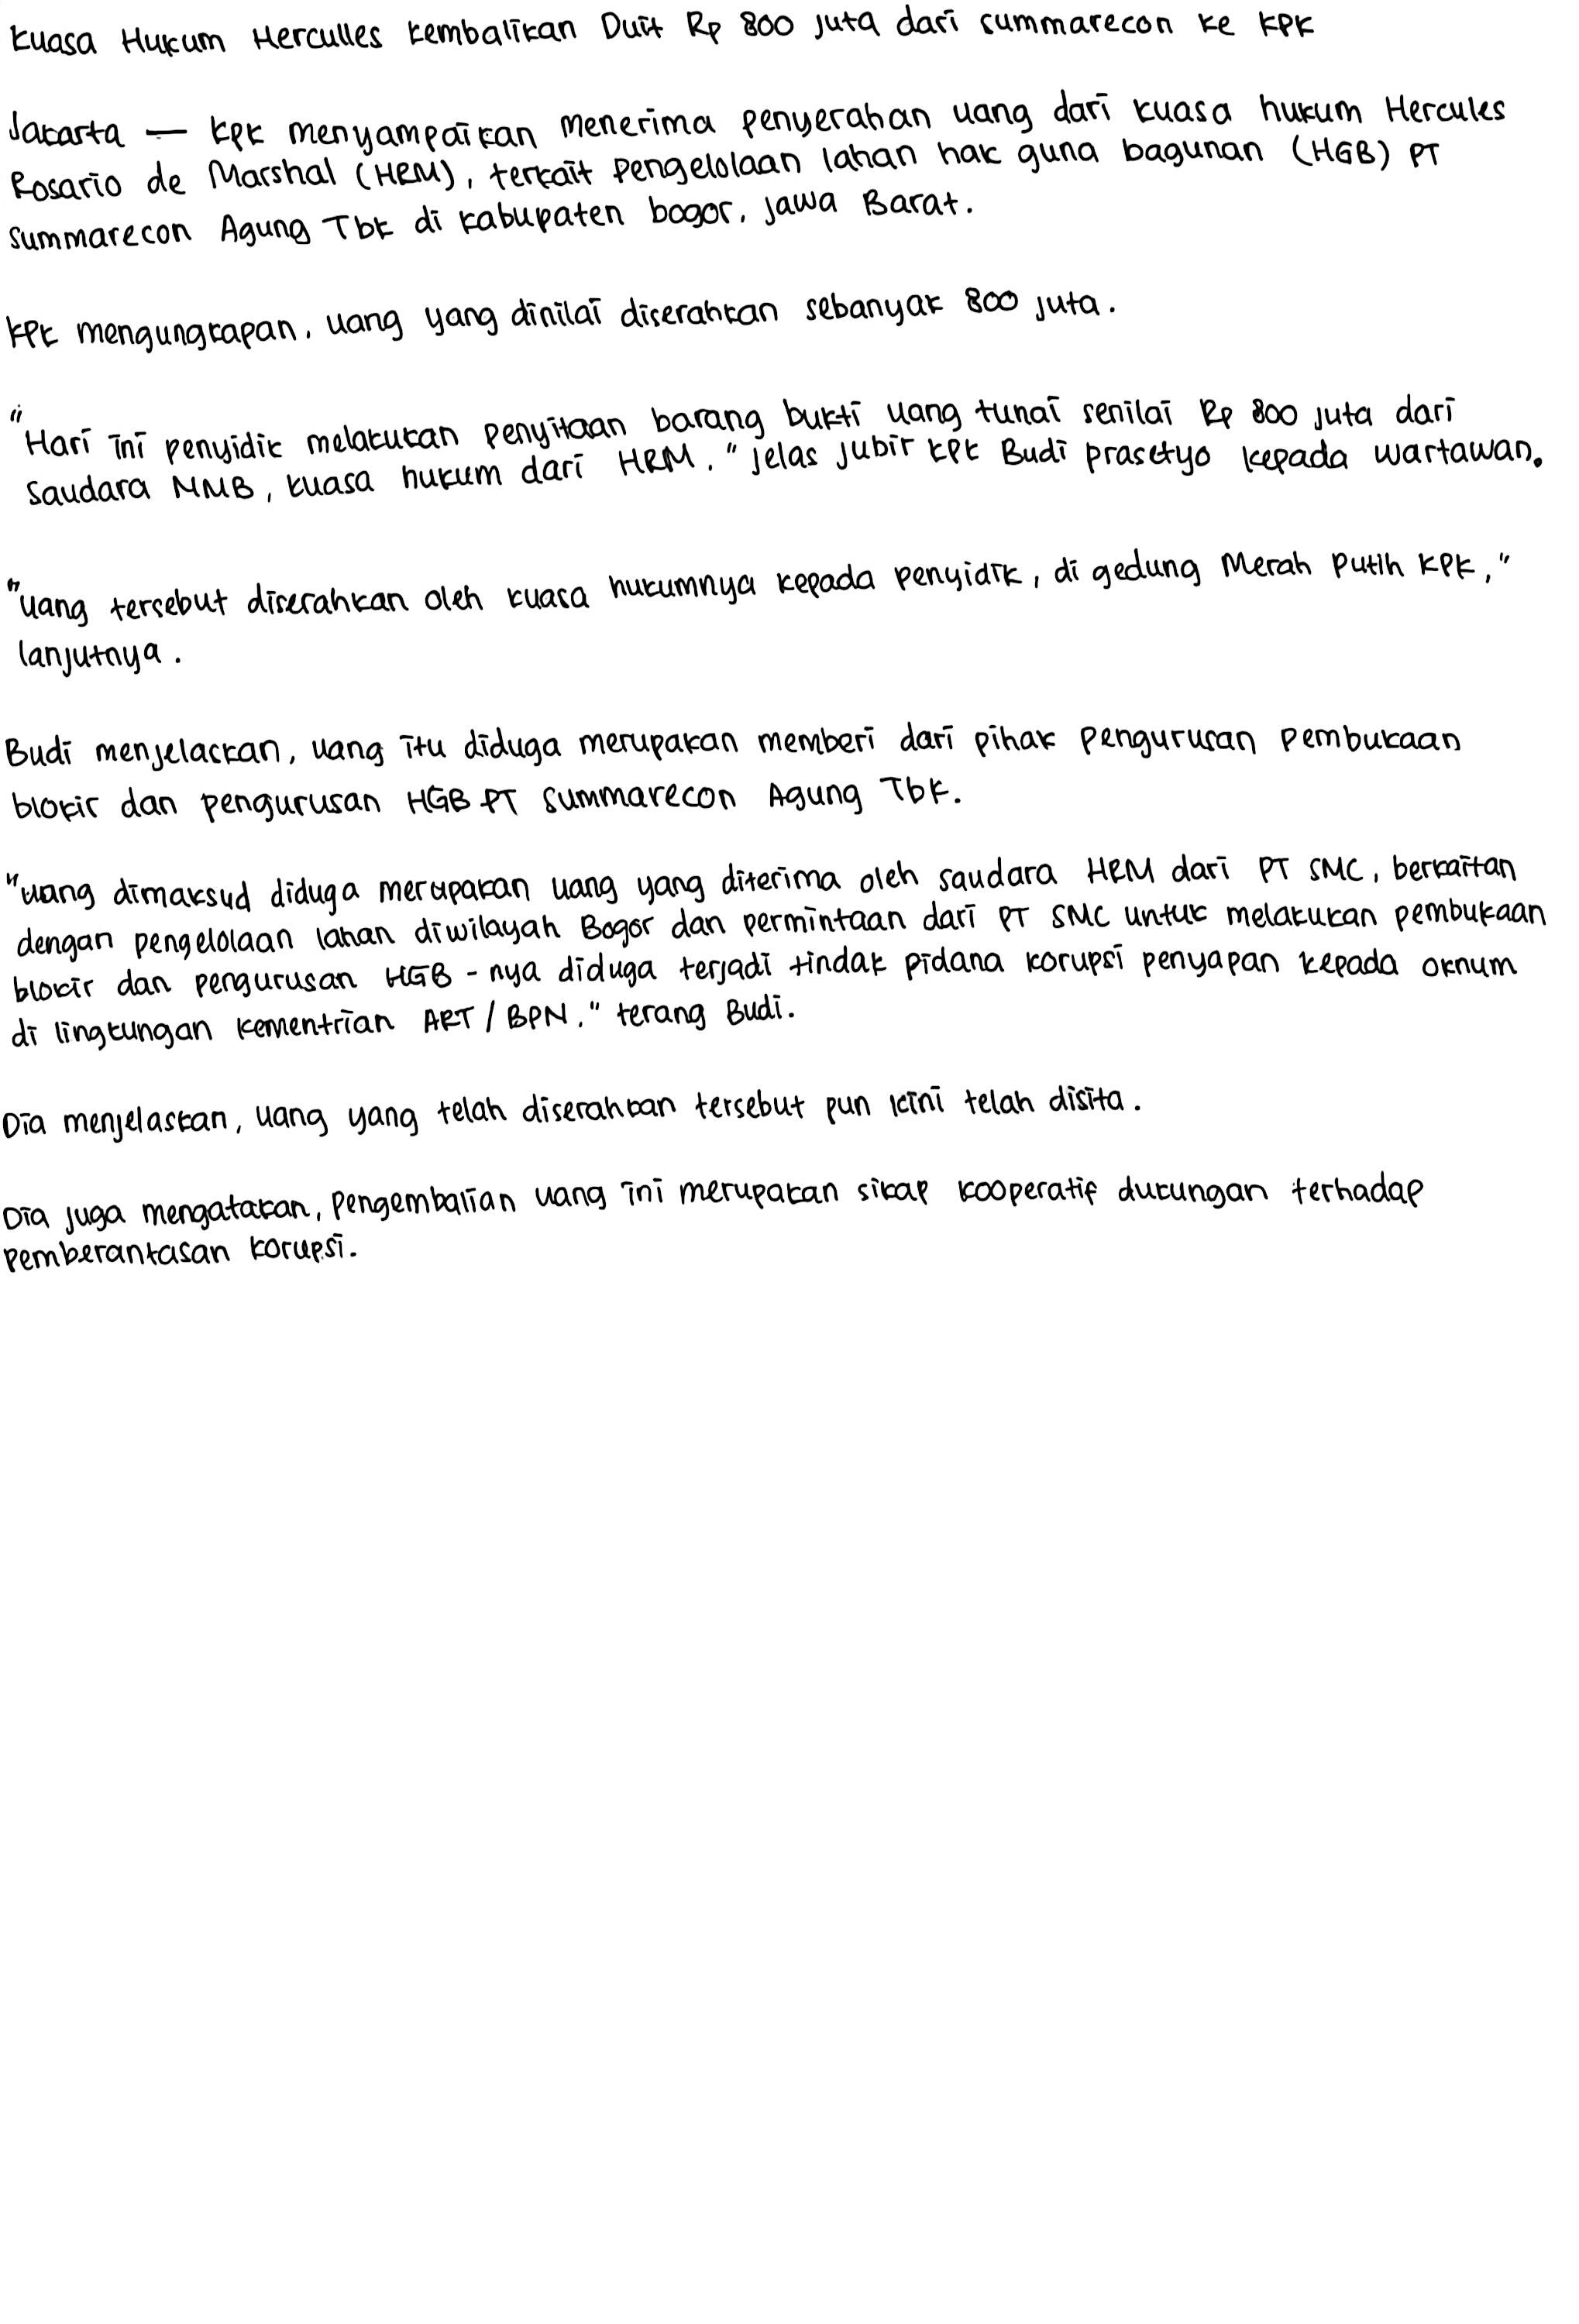 Kuasa Hukum Herculles kembalikan Duit Rp 800 juta dari summarecon ke KPK
Jakarta — KPK menyampaikan menerima penyerahan uang dari kuasa hukum Hercules
Rosario de Marshal (HRM), terkait pengelolaan lahan hak guna bagunan (HGB) PT
summarecon Agung Tbk di kabupaten bogor, jawa Barat.
KPK mengungkapan, uang yang dinilai diserahkan sebanyak 800 juta.
"Hari ini penyidik melakukan penyitaan barang bukti uang tunai senilai Rp 800 juta dari
saudara MMB, kuasa hukum dari HRM." jelas jubir KPK Budi prasetyo kepada wartawan.
"uang tersebut diserahkan oleh kuasa hukumnya kepada penyidik, di gedung Merah Putih KPK,"
lanjutnya.
Budi menjelaskan, uang itu diduga merupakan memberi dari pihak pengurusan pembukaan
blokir dan pengurusan HGB PT summarecon Agung Tbk.
"uang dimaksud diduga merupakan uang yang diterima oleh saudara HRM dari PT SMC, berkaitan
dengan pengelolaan lahan diwilayah Bogor dan permintaan dari PT SMC untuk melakukan pembukaan
blokir dan pengurusan HGB - nya diduga terjadi tindak pidana korupsi penyapan kepada oknum
di lingkungan kementrian ART / BPN." terang Budi.
Dia menjelaskan, uang yang telah diserahkan tersebut pun kini telah disita.
Dia juga mengatakan, pengembalian uang ini merupakan sikap kooperatif dukungan terhadap
pemberantasan korupsi.